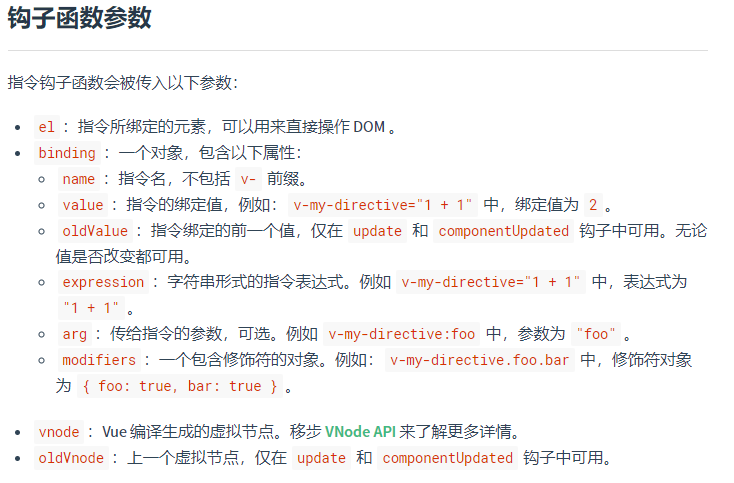 钩子函数参数
指令钩子函数会被传入以下参数：
el：指令所绑定的元素，可以用来直接操作 DOM 。
binding：一个对象，包含以下属性：
name：指令名，不包括 v- 前缀。
value：指令的绑定值，例如：v-my-directive="1 + 1" 中，绑定值为 2。
oldValue：指令绑定的前一个值，仅在 update 和 componentUpdated 钩子中可用。无论
值是否改变都可用。
expression：字符串形式的指令表达式。例如 v-my-directive="1 + 1" 中，表达式为
"1 + 1"。
arg：传给指令的参数，可选。例如 v-my-directive:foo 中，参数为 "foo"。
modifiers：一个包含修饰符的对象。例如：v-my-directive.foo.bar 中，修饰符对象
为 { foo: true, bar: true }。
vnode：Vue 编译生成的虚拟节点。移步 VNode API 来了解更多详情。
oldVnode：上一个虚拟节点，仅在 update 和 componentUpdated 钩子中可用。